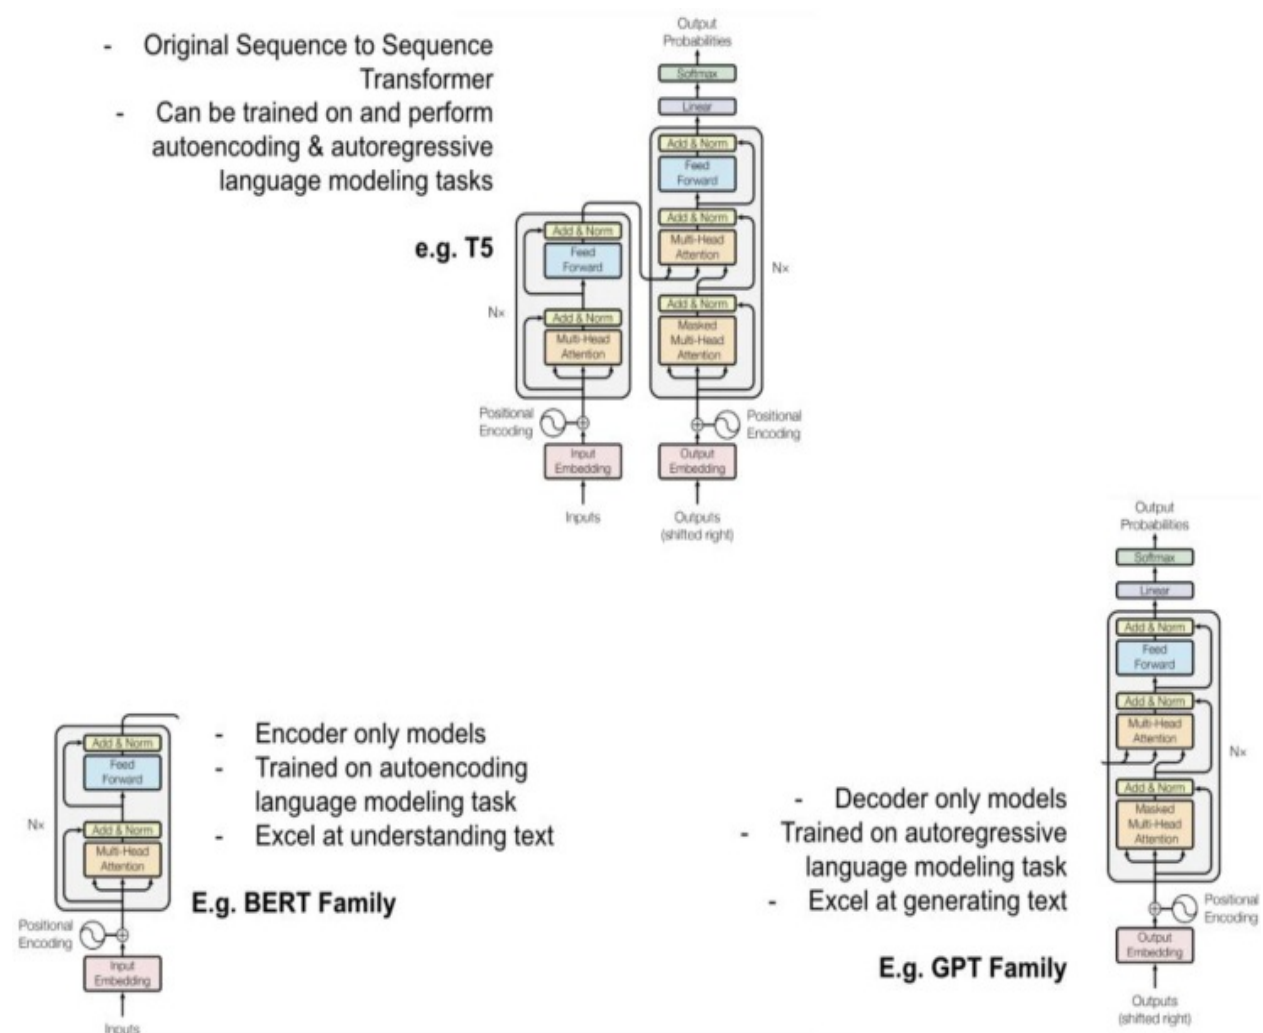 - Original Sequence to Sequence
Transformer
- Can be trained on and perform
autoencoding & autoregressive
language modeling tasks
e.g. T5
Output
Probabilities
Softmax
Linear
Add & Norm
Feed
Forward
Add & Norm
Multi-Head
Attention
Nx
Add & Norm
Masked
Multi-Head
Attention
Positional
Encoding
Output
Embedding
Outputs
(shifted right)
Add & Norm
Feed
Forward
Nx
Add & Norm
Multi-Head
Attention
Positional
Encoding
Input
Embedding
Inputs
Add & Norm
Feed
Forward
Nx
Add & Norm
Multi-Head
Attention
Positional
Encoding
Input
Embedding
Inputs
- Encoder only models
- Trained on autoencoding
language modeling task
- Excel at understanding text
E.g. BERT Family
- Decoder only models
- Trained on autoregressive
language modeling task
- Excel at generating text
E.g. GPT Family
Output
Probabilities
Softmax
Linear
Add & Norm
Feed
Forward
Add & Norm
Multi-Head
Attention
Nx
Add & Norm
Masked
Multi-Head
Attention
Positional
Encoding
Output
Embedding
Outputs
(shifted right)